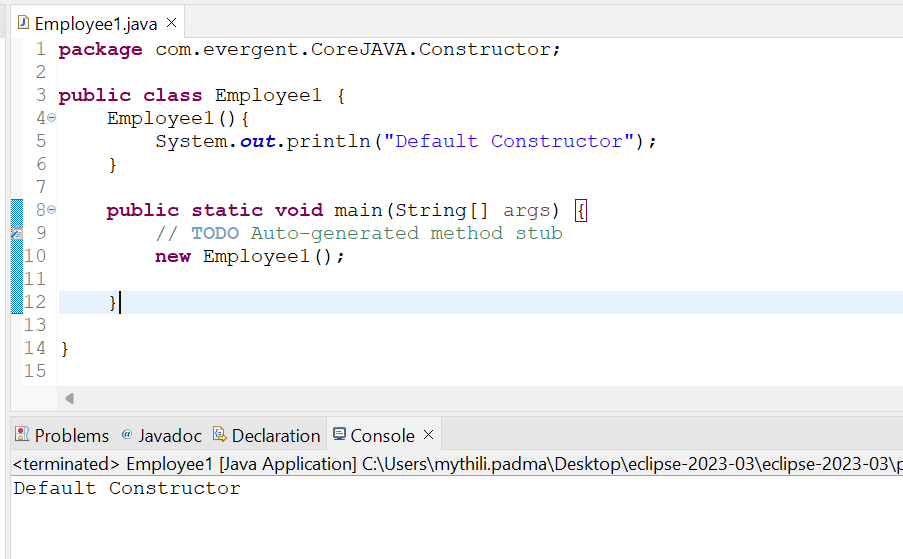 Employee1.java
1 package com.evergent.CoreJAVA.Constructor;
2
3 public class Employee1 {
4 Employee1(){
5 System.out.println("Default Constructor");
6 }
7
8 public static void main(String[] args) {
9 // TODO Auto-generated method stub
10 new Employee1();
11
12 }
13
14 }
15
Problems @ Javadoc Declaration Console
<terminated> Employee1 [Java Application] C:\Users\mythili.padma\Desktop\eclipse-2023-03\eclipse-2023-03\p
Default Constructor